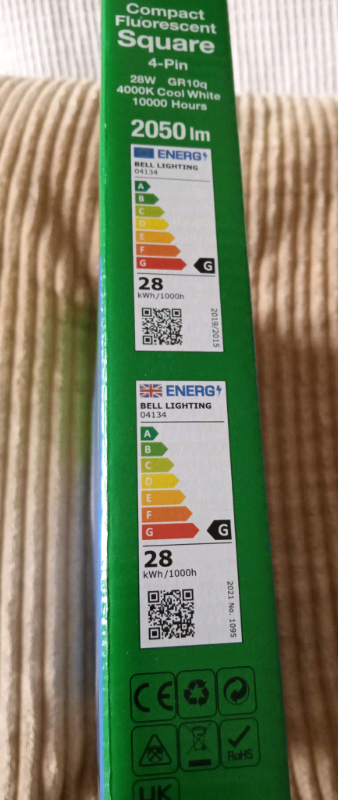 Compact
Fluorescent
Square
4-Pin
28W GR10q
4000K Cool White
10000 Hours
2050 lm
ENERG
BELL LIGHTING
04134
A
B
C
D
E
F
G
G
28
kWh/1000h
2019/2015
ENERG
BELL LIGHTING
04134
A
B
C
D
E
F
G
G
28
kWh/1000h
2021 No. 1095
CE
RoHS
UK